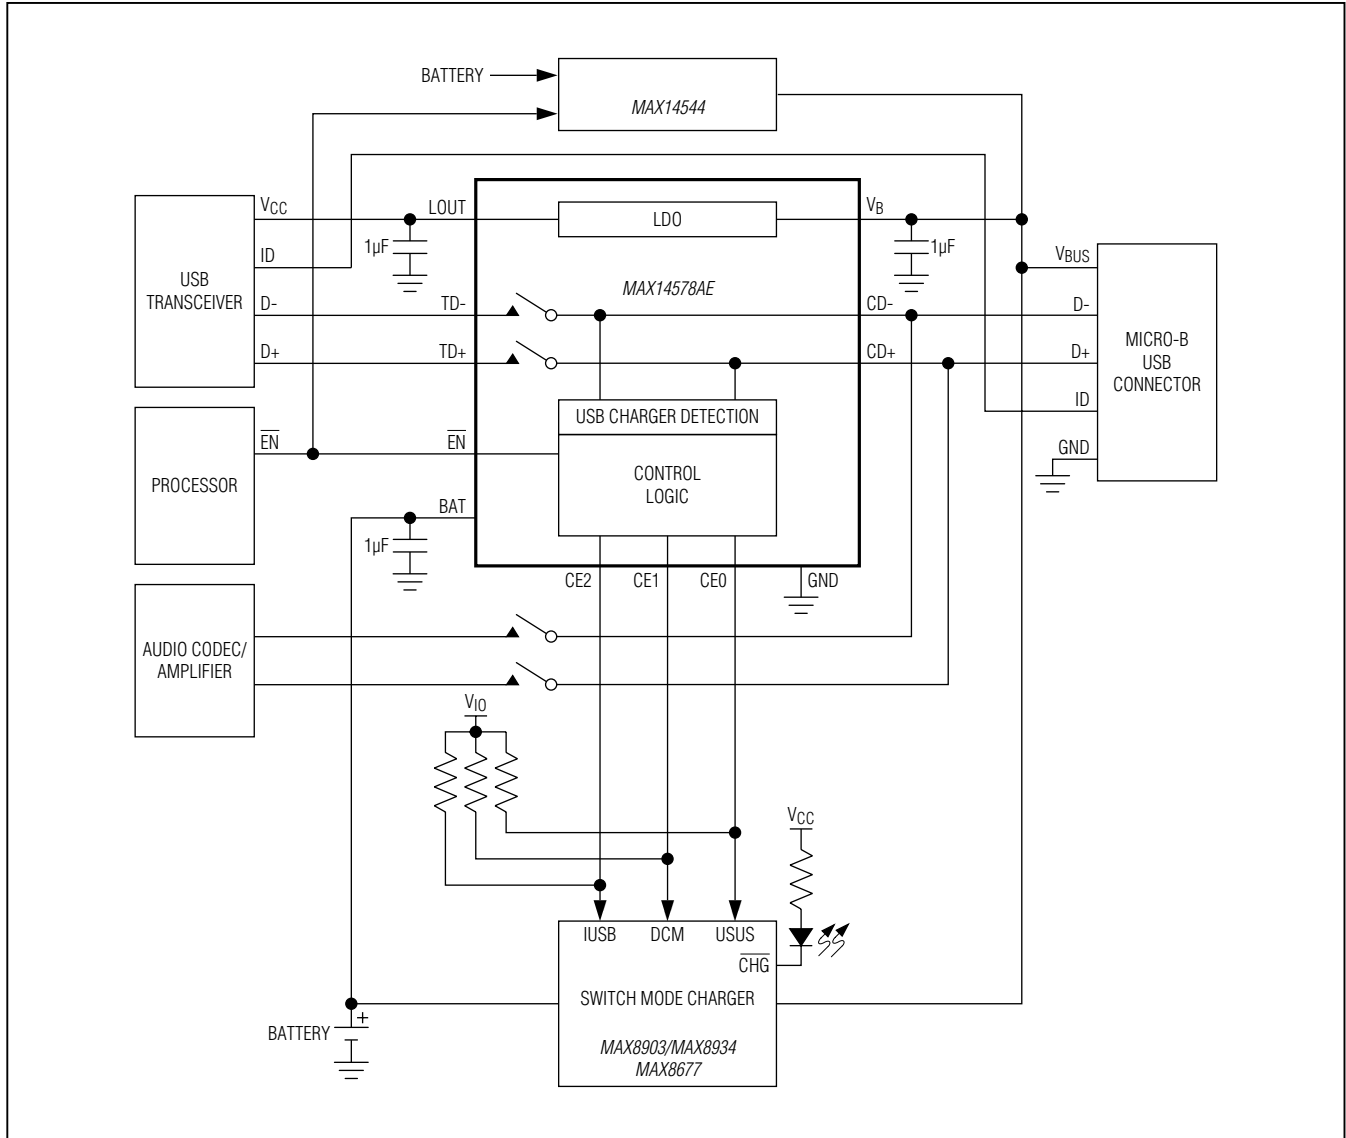 BATTERY
MAX14544
VCC
LOUT
LDO
VB
1µF
1µF
ID
USB
TRANSCEIVER
MAX14578AE
VBUS
D-
TD-
CD-
D-
D+
TD+
CD+
D+
MICRO-B
USB
CONNECTOR
ID
USB CHARGER DETECTION
EN
EN
GND
PROCESSOR
CONTROL
LOGIC
BAT
1µF
CE2
CE1
CE0
GND
AUDIO CODEC/
AMPLIFIER
VIO
VCC
IUSB
DCM
USUS
CHG
SWITCH MODE CHARGER
+
BATTERY
MAX8903/MAX8934
MAX8677